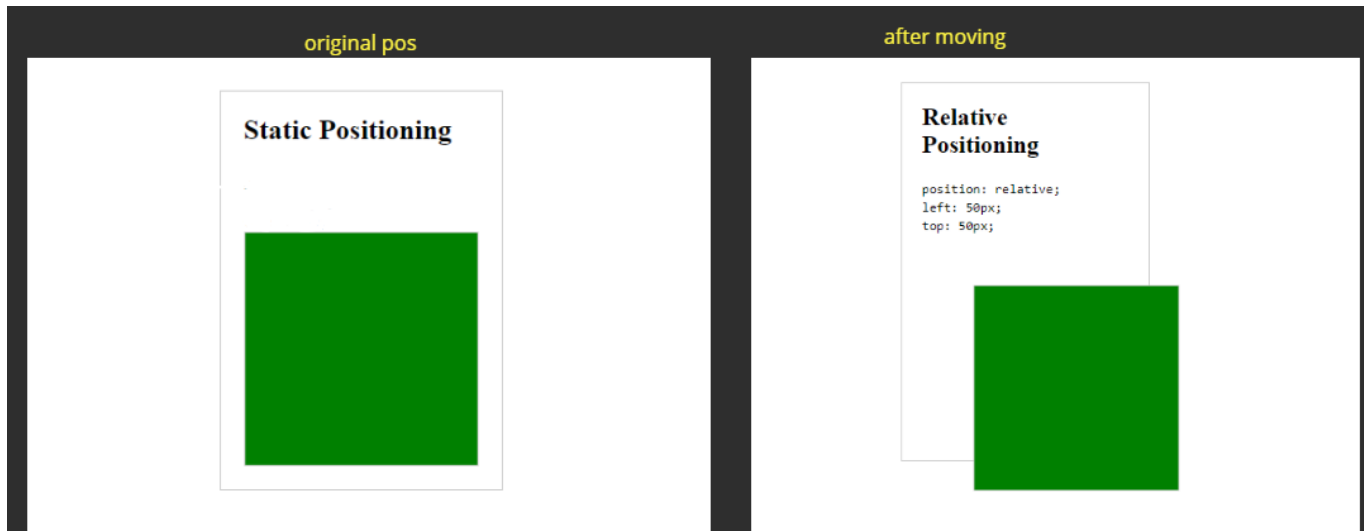 original pos
after moving
Static Positioning
Relative
Positioning
position: relative;
left: 50px;
top: 50px;